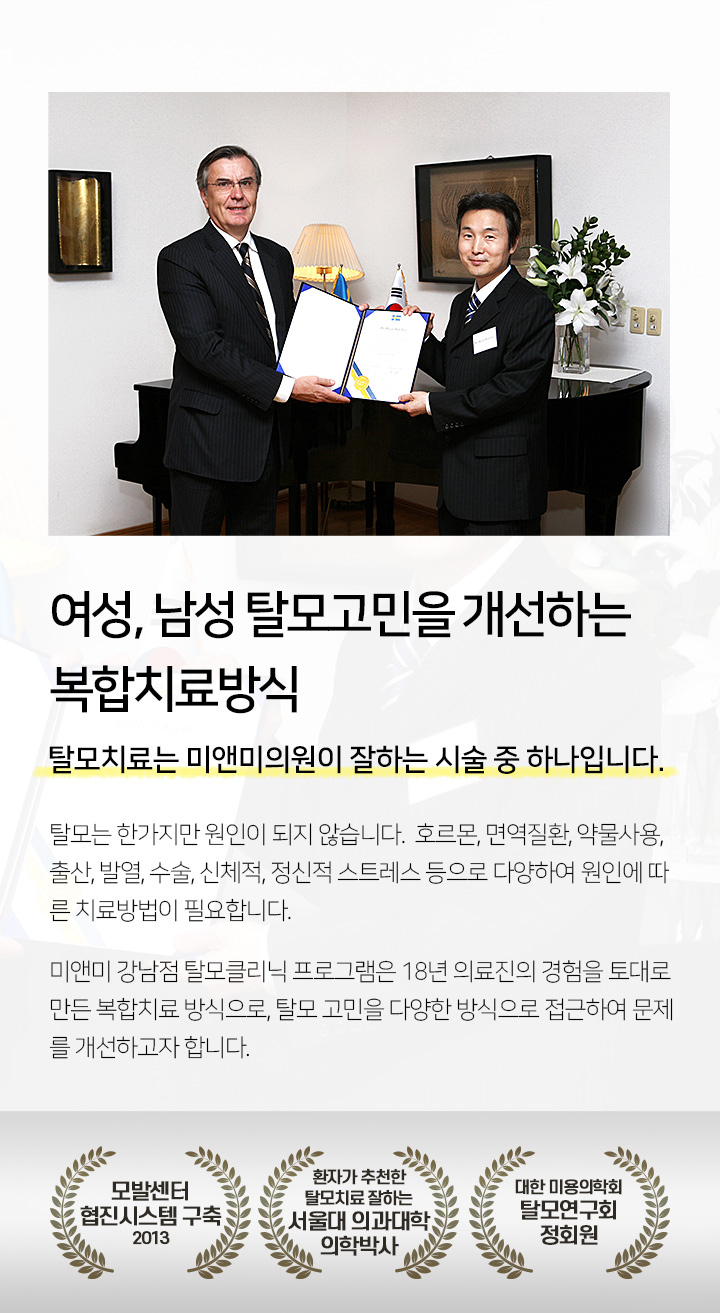 여성, 남성 탈모고민을 개선하는
복합치료방식
탈모치료는 미앤미의원이 잘하는 시술 중 하나입니다.
탈모는 한가지만 원인이 되지 않습니다. 호르몬, 면역질환, 약물사용,
출산, 발열, 수술, 신체적, 정신적 스트레스 등으로 다양하여 원인에 따
른 치료방법이 필요합니다.
미앤미 강남점 탈모클리닉 프로그램은 18년 의료진의 경험을 토대로
만든 복합치료 방식으로, 탈모 고민을 다양한 방식으로 접근하여 문제
를 개선하고자 합니다.
모발센터
협진시스템 구축
2013
환자가 추천한
탈모치료 잘하는
서울대 의과대학
의학박사
대한 미용의학회
탈모연구회
정회원